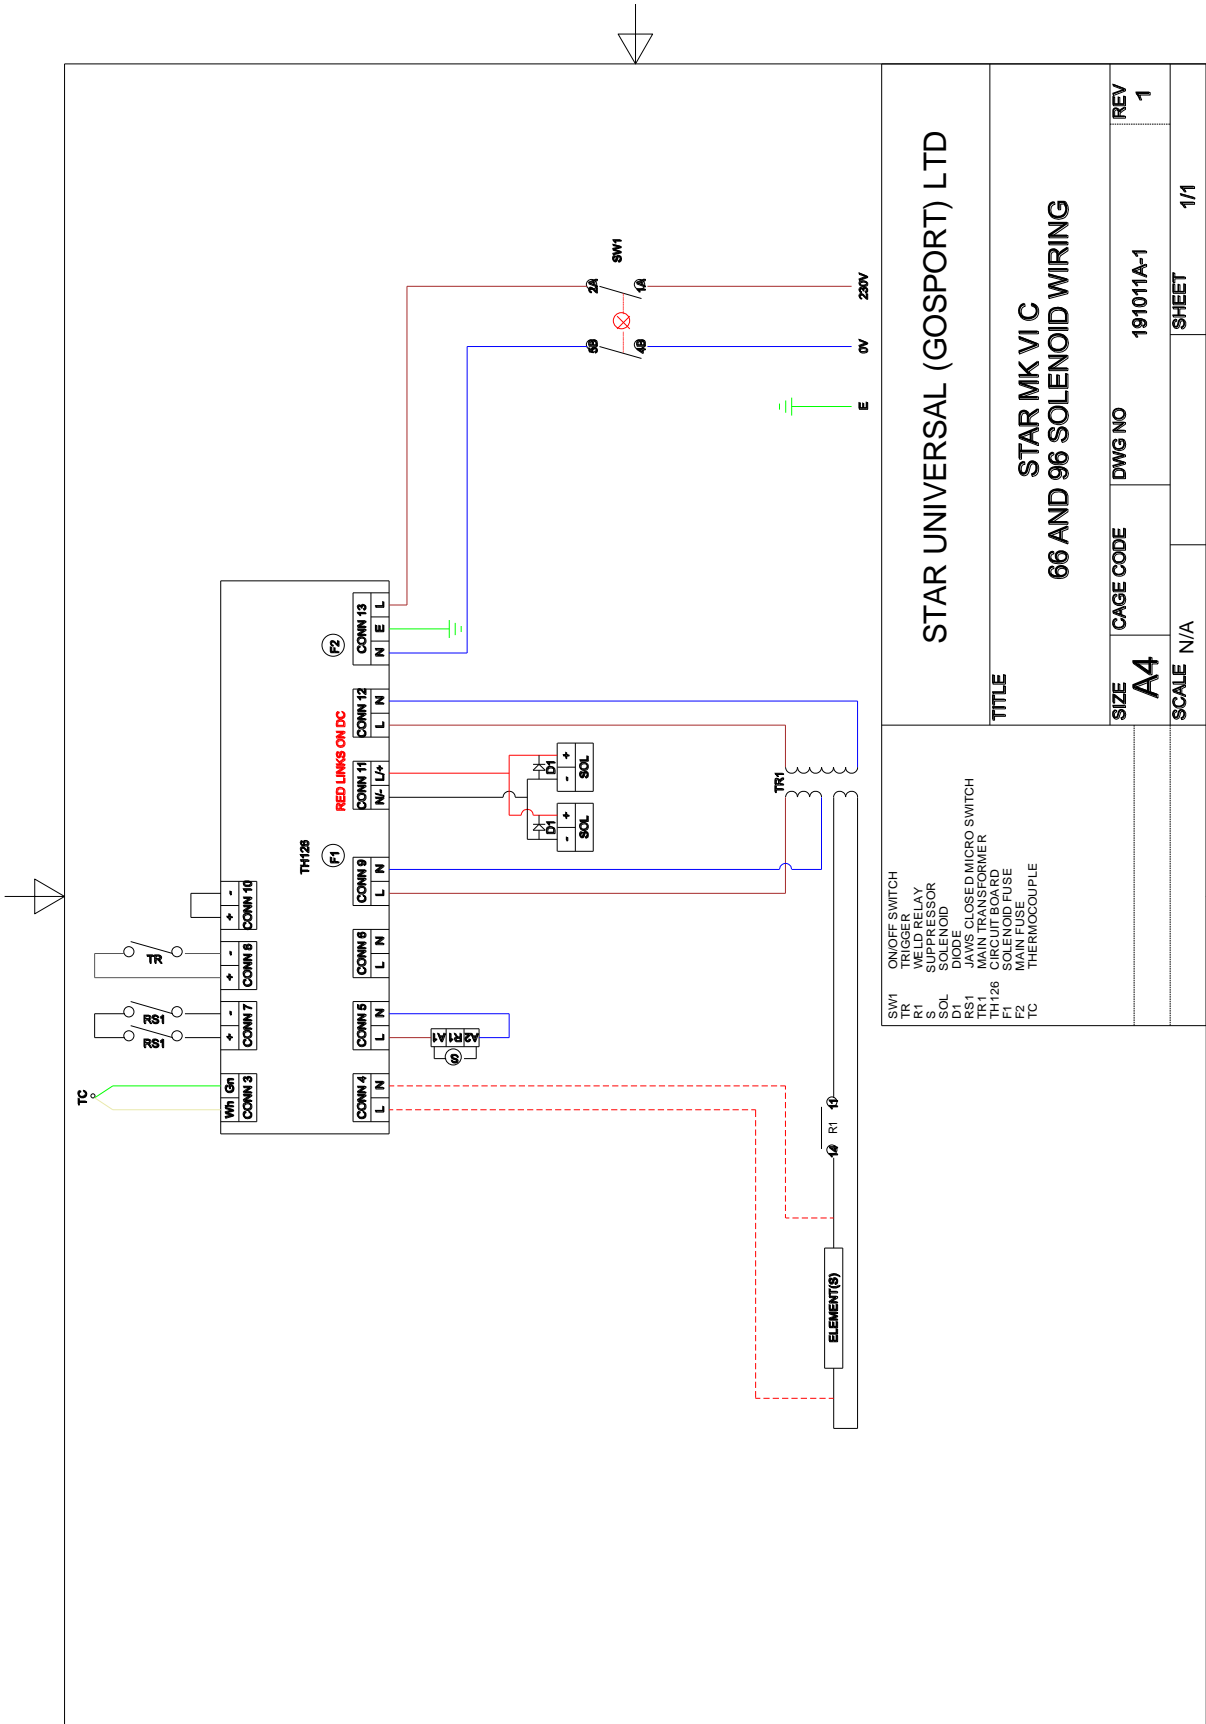 TC
RS1
RS1
TR
Wh Gn
CONN 3
+ -
CONN 7
+ -
CONN 8
+ -
CONN 10
TH126
F1
RED LINKS ON DC
F2
CONN 4
L N
CONN 5
L N
CONN 6
L N
CONN 9
L N
CONN 11
N/- L/+
CONN 12
L N
CONN 13
N E L
A1 R1 A2
S
D1
- +
SOL
D1
- +
SOL
SW1
2A
1A
5B
4B
230V
0V
E
TR1
14 R1 11
ELEMENT(S)
SW1 ON/OFF SWITCH
TR TRIGGER
R1 WELD RELAY
S SUPPRESSOR
SOL SOLENOID
D1 DIODE
RS1 JAWS CLOSED MICRO SWITCH
TR1 MAIN TRANSFORMER
TH126 CIRCUIT BOARD
F1 SOLENOID FUSE
F2 MAIN FUSE
TC THERMOCOUPLE
STAR UNIVERSAL (GOSPORT) LTD
TITLE
STAR MK VI C
66 AND 96 SOLENOID WIRING
SIZE
A4
CAGE CODE
DWG NO
191011A-1
REV
1
SCALE N/A
SHEET 1/1